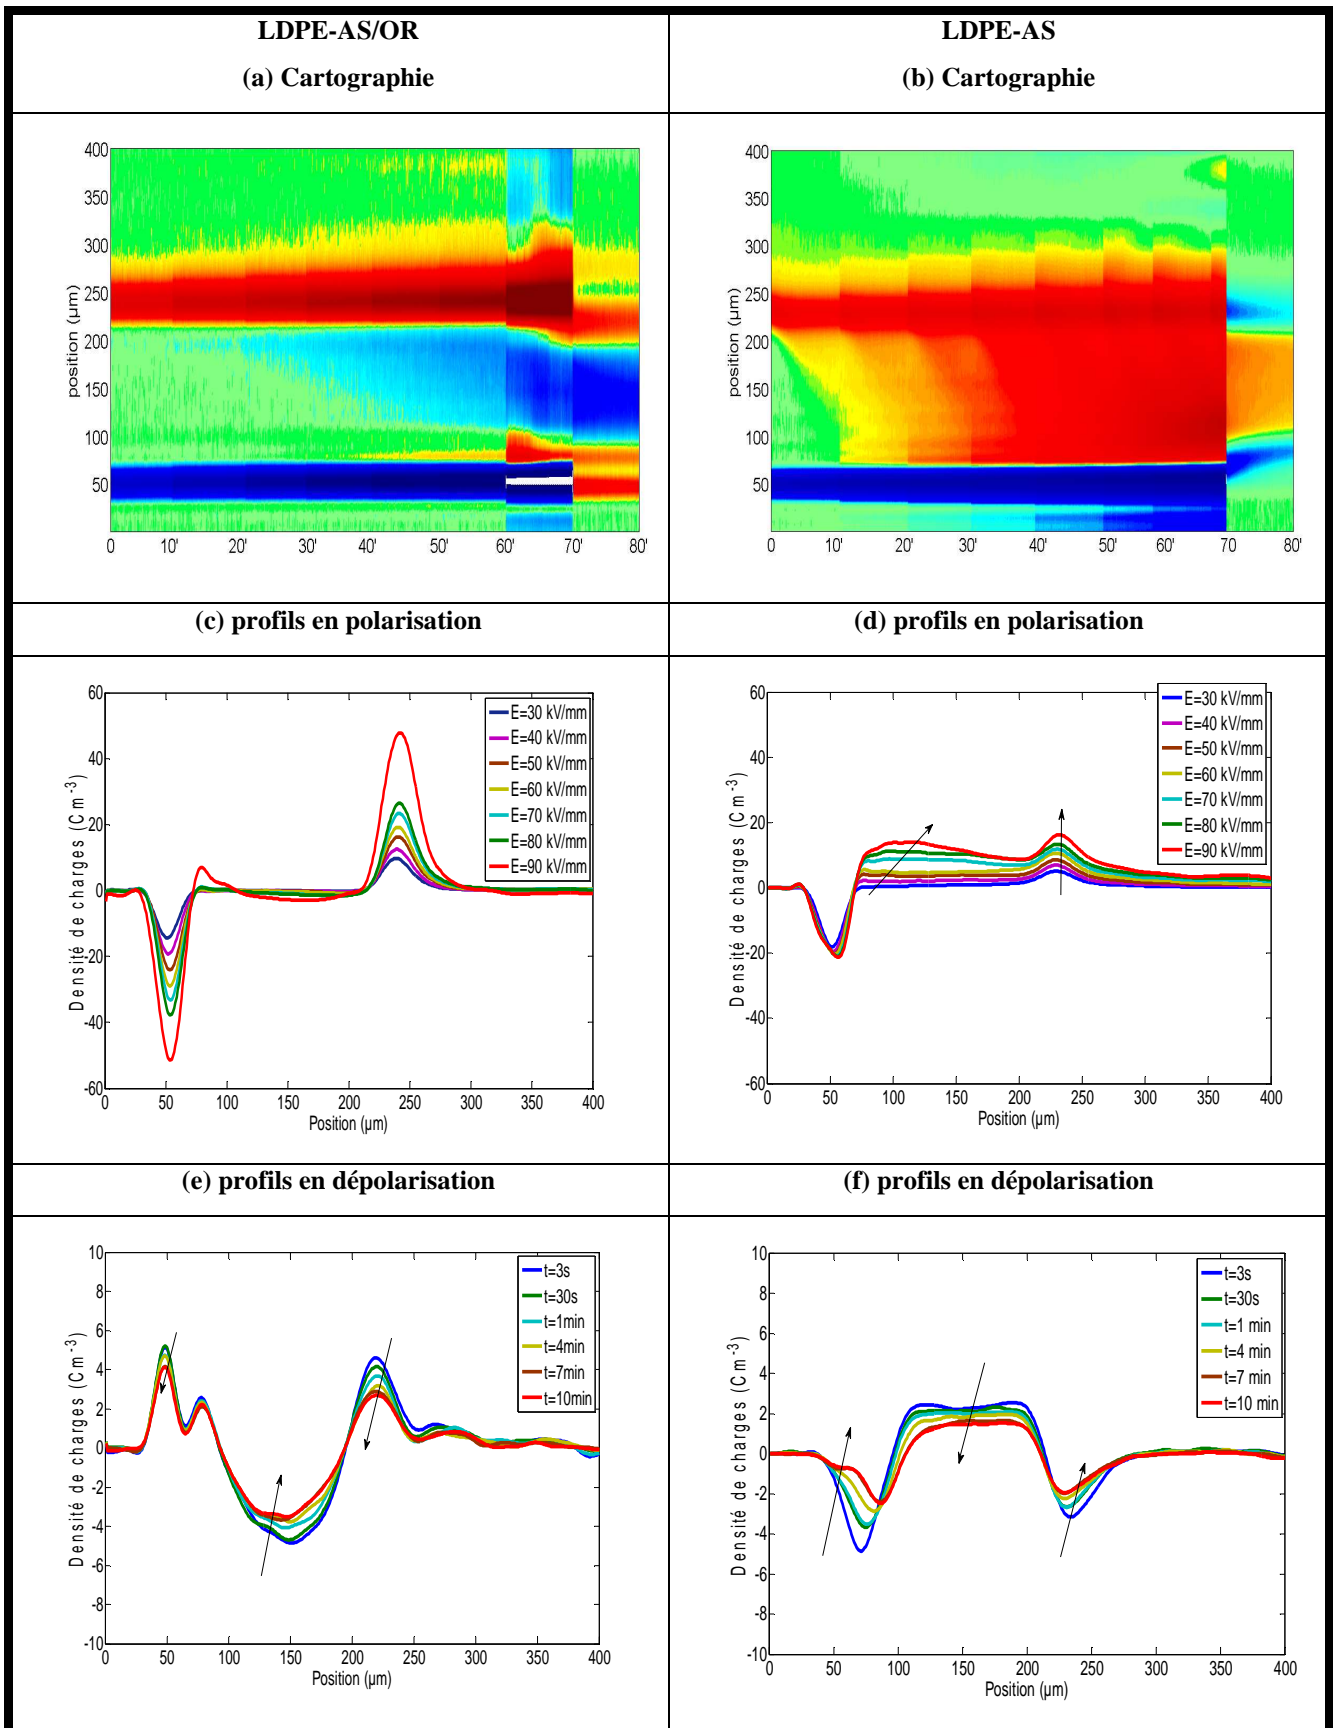 LDPE-AS/OR
(a) Cartographie
LDPE-AS
(b) Cartographie
400
350
300
250
200
150
100
50
position (µm)
0 10' 20' 30' 40' 50' 60' 70' 80'
400
350
300
250
200
150
100
50
position (µm)
0 10' 20' 30' 40' 50' 60' 70' 80'
(c) profils en polarisation
(d) profils en polarisation
60
40
20
0
-20
-40
-60
Densité de charges (C m-3)
E=30 kV/mm
E=40 kV/mm
E=50 kV/mm
E=60 kV/mm
E=70 kV/mm
E=80 kV/mm
E=90 kV/mm
0 50 100 150 200 250 300 350 400
Position (µm)
60
40
20
0
-20
-40
-60
Densité de charges (C m-3)
E=30 kV/mm
E=40 kV/mm
E=50 kV/mm
E=60 kV/mm
E=70 kV/mm
E=80 kV/mm
E=90 kV/mm
0 50 100 150 200 250 300 350 400
Position (µm)
(e) profils en dépolarisation
(f) profils en dépolarisation
10
8
6
4
2
0
-2
-4
-6
-8
-10
Densité de charges (C m-3)
t=3s
t=30s
t=1min
t=4min
t=7min
t=10min
0 50 100 150 200 250 300 350 400
Position (µm)
10
8
6
4
2
0
-2
-4
-6
-8
-10
Densité de charges (C m-3)
t=3s
t=30s
t=1 min
t=4 min
t=7 min
t=10 min
0 50 100 150 200 250 300 350 400
Position (µm)